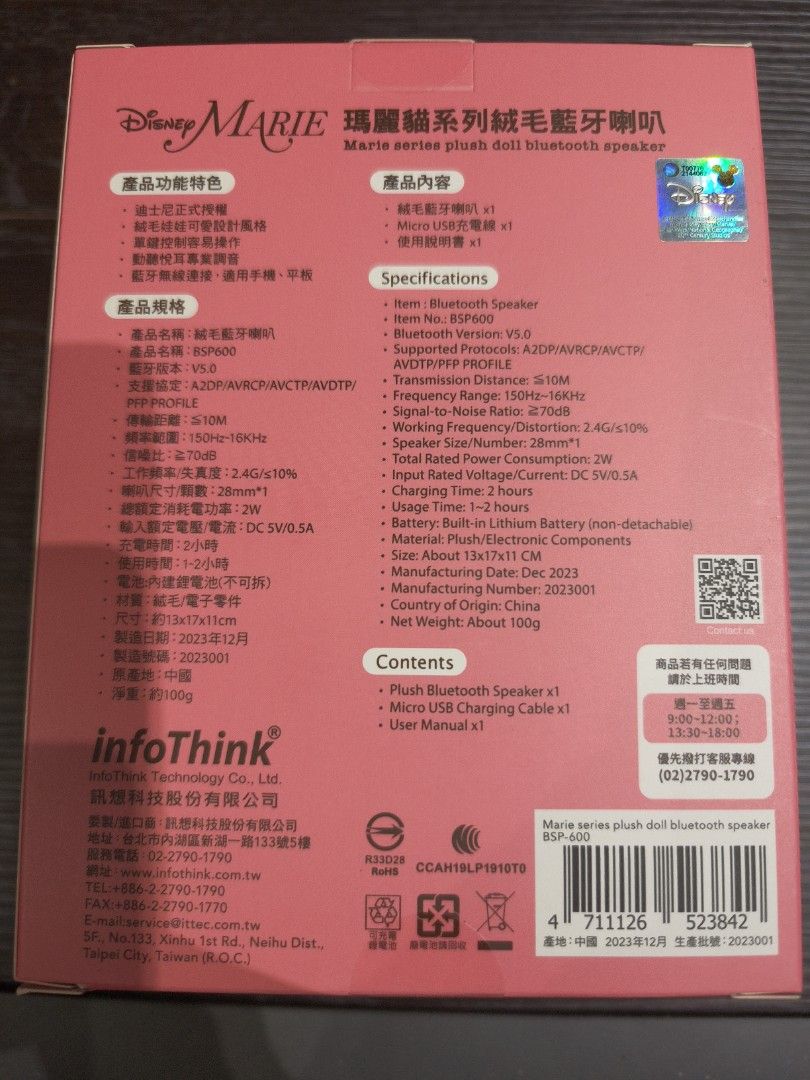 Disney MARIE 瑪麗貓系列絨毛藍牙喇叭
Marie series plush doll bluetooth speaker
產品功能特色
· 迪士尼正式授權
· 絨毛娃娃可愛設計風格
· 單鍵控制容易操作
· 動聽悅耳專業調音
· 藍牙無線連接，適用手機、平板
產品規格
· 產品名稱：絨毛藍牙喇叭
· 產品名稱：BSP600
· 藍牙版本：V5.0
· 支援協定：A2DP/AVRCP/AVCTP/AVDTP/
PFP PROFILE
· 傳輸距離：≦10M
· 頻率範圍：150Hz~16KHz
· 信噪比：≧70dB
· 工作頻率/失真度：2.4G/≤10%
· 喇叭尺寸/顆數：28mm*1
· 總額定消耗電功率：2W
· 輸入額定電壓/電流：DC 5V/0.5A
· 充電時間：2小時
· 使用時間：1-2小時
· 電池:內建鋰電池(不可拆)
· 材質：絨毛/電子零件
· 尺寸：約13x17x11cm
· 製造日期：2023年12月
· 製造號碼：2023001
· 原產地：中國
· 淨重：約100g
產品內容
· 絨毛藍牙喇叭 x1
· Micro USB充電線 x1
· 使用說明書 x1
Specifications
· Item : Bluetooth Speaker
· Item No.: BSP600
· Bluetooth Version: V5.0
· Supported Protocols: A2DP/AVRCP/AVCTP/
AVDTP/PFP PROFILE
· Transmission Distance: ≦10M
· Frequency Range: 150Hz~16KHz
· Signal-to-Noise Ratio: ≧70dB
· Working Frequency/Distortion: 2.4G/≤10%
· Speaker Size/Number: 28mm*1
· Total Rated Power Consumption: 2W
· Input Rated Voltage/Current: DC 5V/0.5A
· Charging Time: 2 hours
· Usage Time: 1~2 hours
· Battery: Built-in Lithium Battery (non-detachable)
· Material: Plush/Electronic Components
· Size: About 13x17x11 CM
· Manufacturing Date: Dec 2023
· Manufacturing Number: 2023001
· Country of Origin: China
· Net Weight: About 100g
Contents
· Plush Bluetooth Speaker x1
· Micro USB Charging Cable x1
· User Manual x1
Disney
Contact us
商品若有任何問題
請於上班時間
週一至週五
9:00~12:00；
13:30~18:00
優先撥打客服專線
(02)2790-1790
infoThink®
InfoThink Technology Co., Ltd.
訊想科技股份有限公司
委製/進口商：訊想科技股份有限公司
地址：台北市內湖區新湖一路133號5樓
服務電話：02-2790-1790
網址：www.infothink.com.tw
TEL:+886-2-2790-1790
FAX:+886-2-2790-1770
E-mail:service@ittec.com.tw
5F., No.133, Xinhu 1st Rd., Neihu Dist.,
Taipei City, Taiwan (R.O.C.)
R33D28
RoHS
CCAH19LP1910T0
可充電
鋰電池
廢電池請回收
Marie series plush doll bluetooth speaker
BSP-600
4 711126 523842
產地：中國 2023年12月 生產批號：2023001